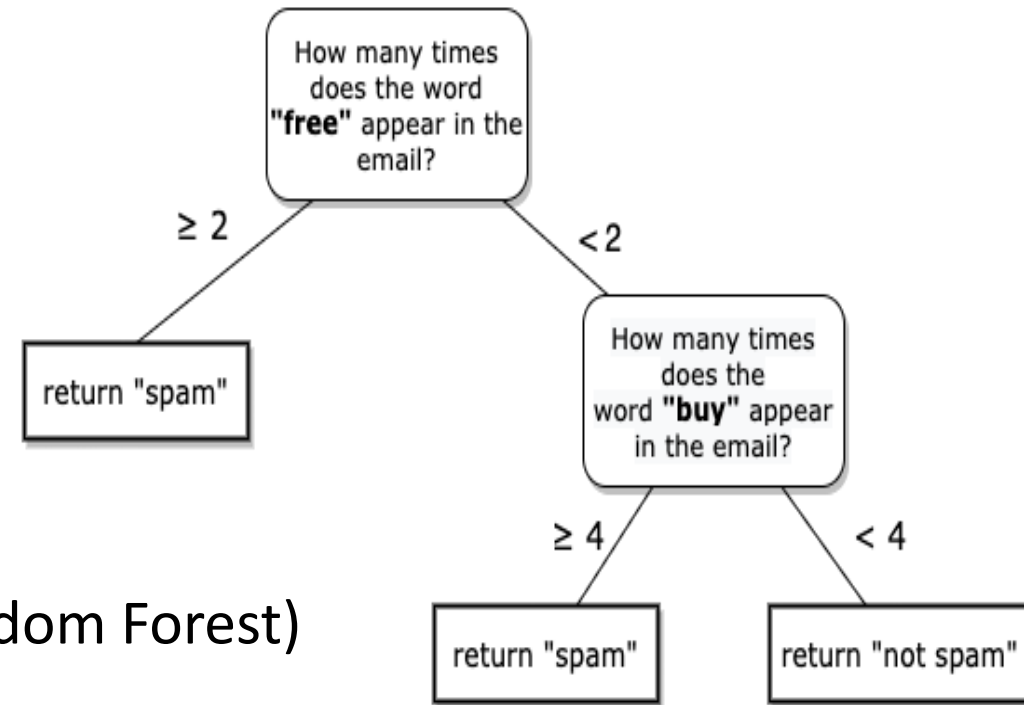 How many times
does the word
"free" appear in the
email?
≥ 2
< 2
return "spam"
How many times
does the
word "buy" appear
in the email?
≥ 4
< 4
dom Forest)
return "spam"
return "not spam"